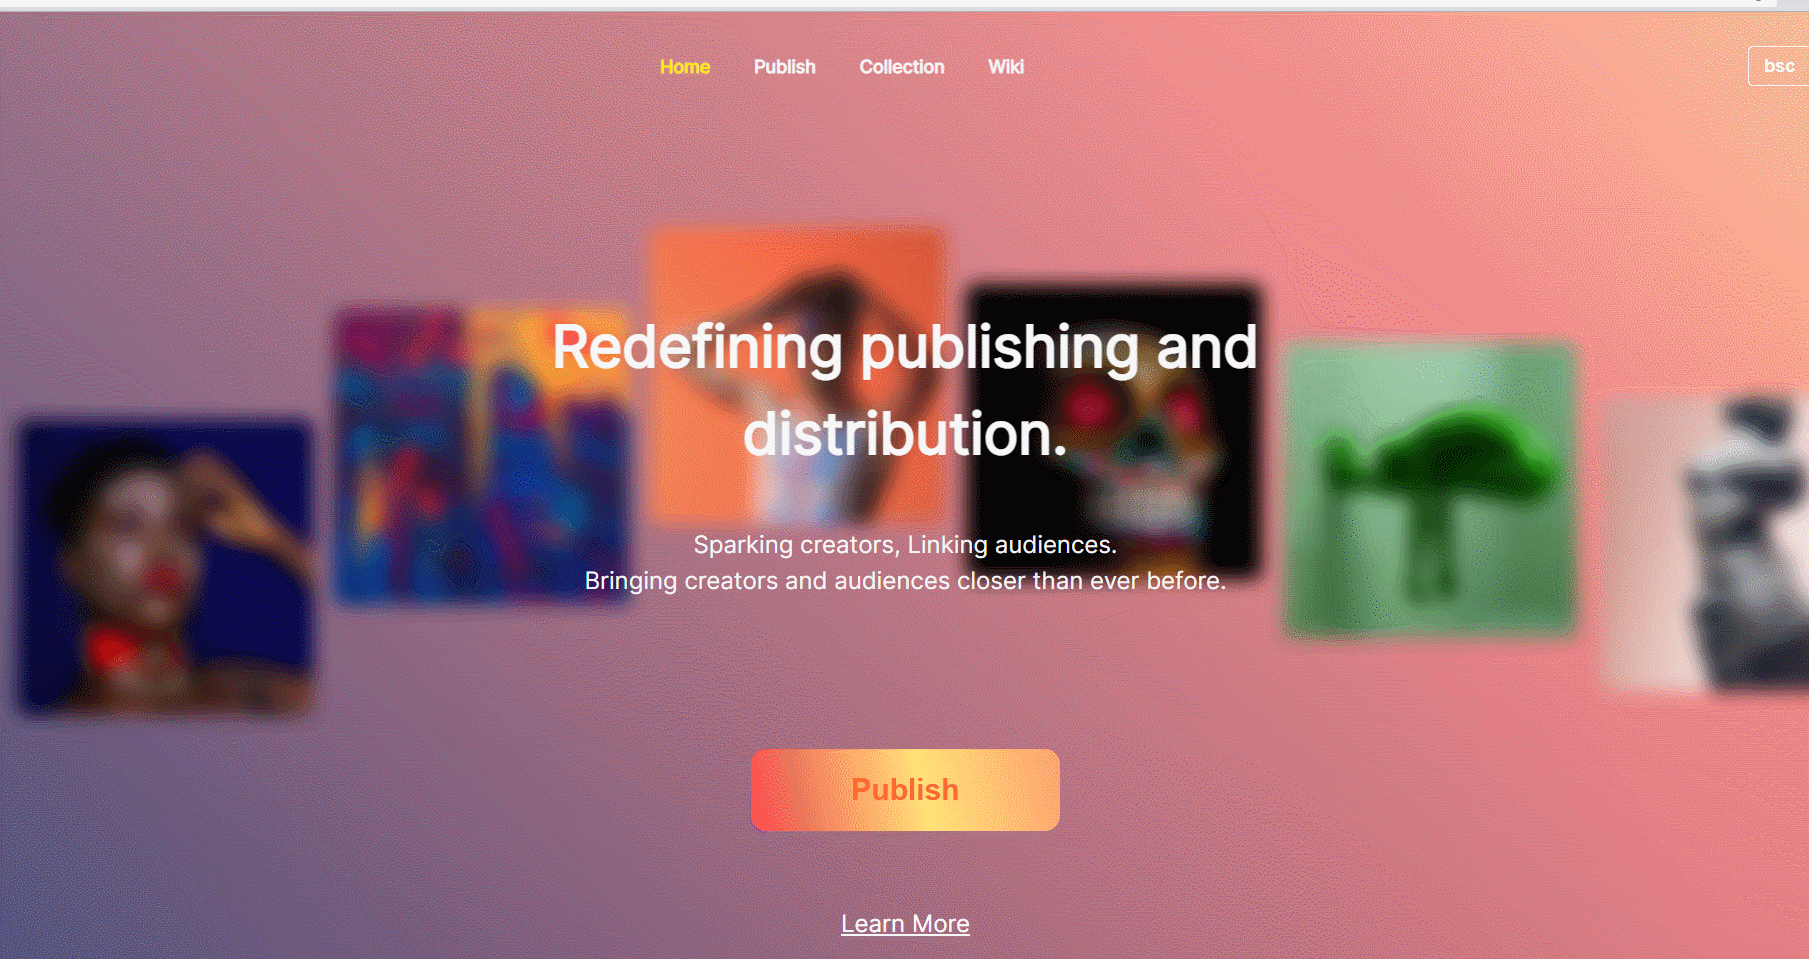 Home Publish Collection Wiki bsc
Redefining publishing and
distribution.
Sparking creators, Linking audiences.
Bringing creators and audiences closer than ever before.
Publish
Learn More